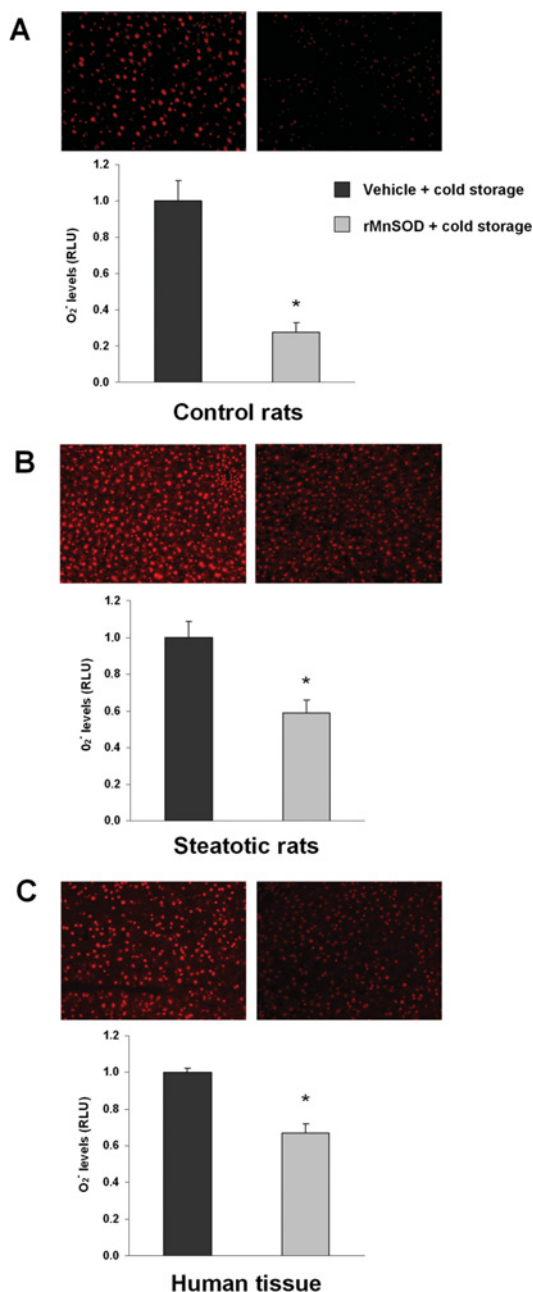 A
1.2
1.0
0.8
0.6
0.4
0.2
0.0
O₂⁻ levels (RLU)
*
Vehicle + cold storage
rMnSOD + cold storage
Control rats
B
1.2
1.0
0.8
0.6
0.4
0.2
0.0
0₂⁻ levels (RLU)
*
Steatotic rats
C
1.2
1.0
0.8
0.6
0.4
0.2
0.0
O₂⁻ levels (RLU)
*
Human tissue